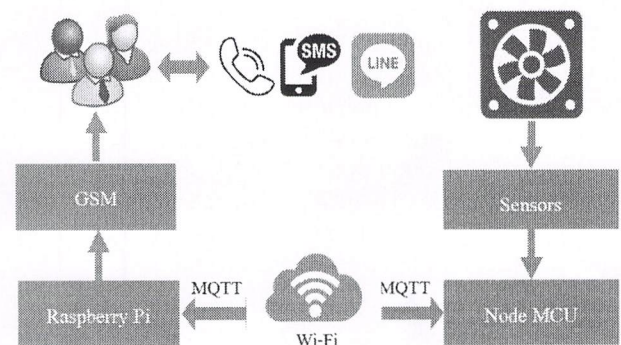 SMS
LINE
GSM
Sensors
MQTT
MQTT
Raspberry Pi
Node MCU
Wi-Fi